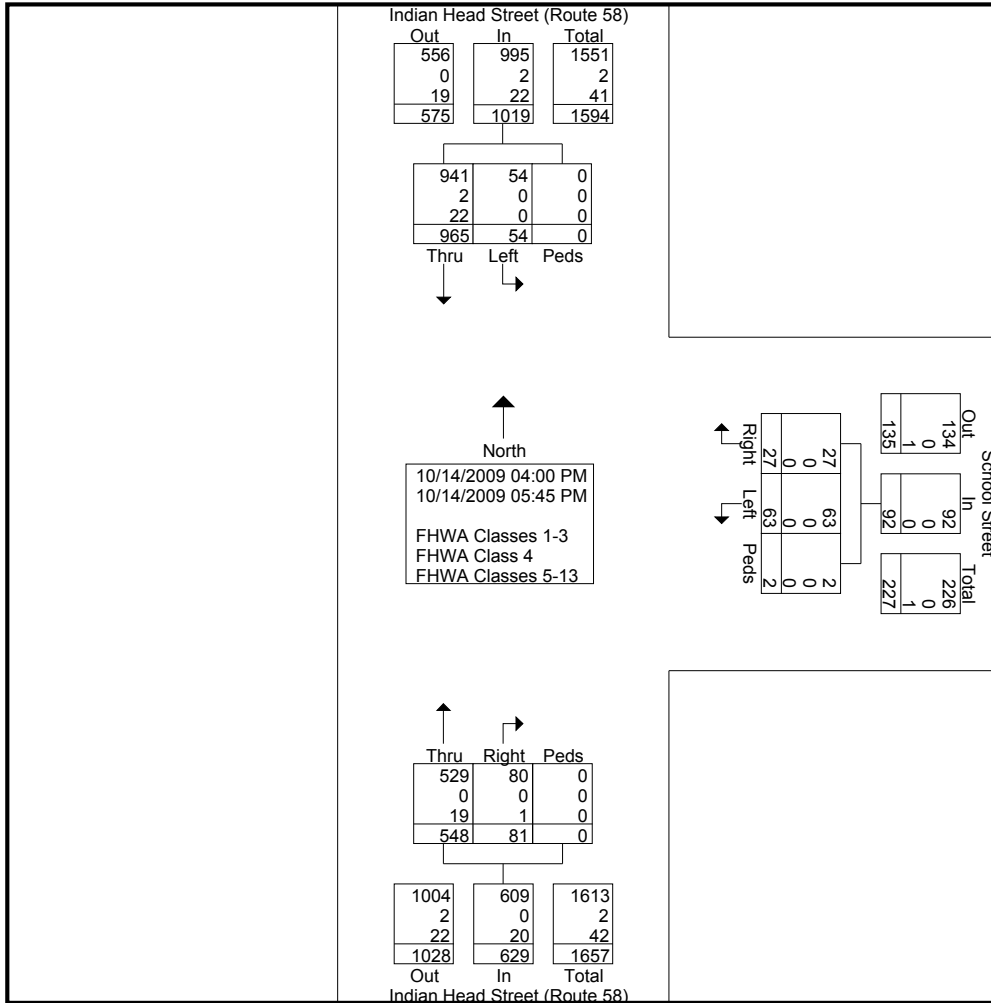 Indian Head Street (Route 58)
Out In Total
556 995 1551
0 2 2
19 22 41
575 1019 1594
941 54 0
2 0 0
22 0 0
965 54 0
Thru Left Peds
North
10/14/2009 04:00 PM
10/14/2009 05:45 PM
FHWA Classes 1-3
FHWA Class 4
FHWA Classes 5-13
School Street
Out In Total
134 92 226
0 0 0
1 0 1
135 92 227
27 63 2
0 0 0
0 0 0
27 63 2
Right Left Peds
Thru Right Peds
529 80 0
0 0 0
19 1 0
548 81 0
1004 609 1613
2 0 2
22 20 42
1028 629 1657
Out In Total
Indian Head Street (Route 58)